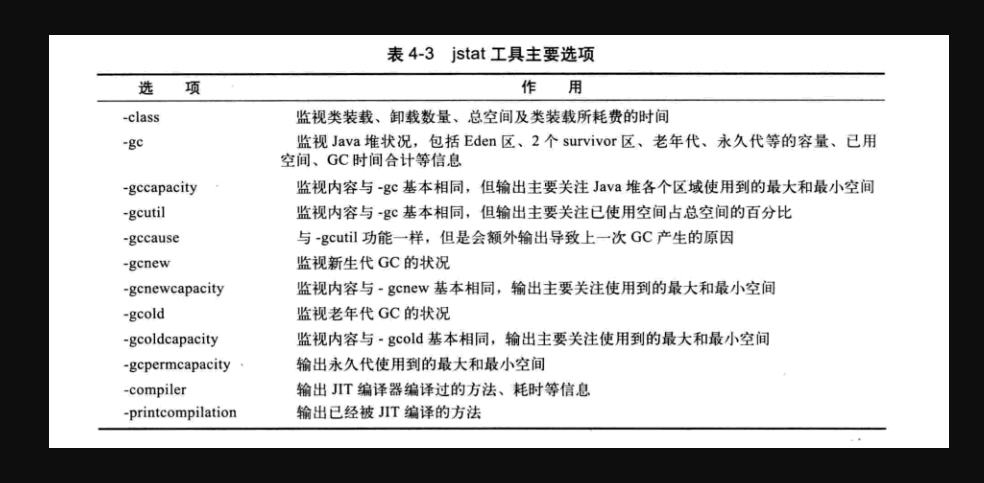 表 4-3 jstat 工具主要选项
选 项 作 用
-class 监视类装载、卸载数量、总空间及类装载所耗费的时间
-gc 监视 Java 堆状况，包括 Eden 区、2 个 survivor 区、老年代、永久代等的容量、已用
空间、GC 时间合计等信息
-gccapacity 监视内容与 -gc 基本相同，但输出主要关注 Java 堆各个区域使用到的最大和最小空间
-gcutil 监视内容与 -gc 基本相同，但输出主要关注已使用空间占总空间的百分比
-gccause 与 -gcutil 功能一样，但是会额外输出导致上一次 GC 产生的原因
-gcnew 监视新生代 GC 的状况
-gcnewcapacity 监视内容与 - gcnew 基本相同，输出主要关注使用到的最大和最小空间
-gcold 监视老年代 GC 的状况
-gcoldcapacity 监视内容与 - gcold 基本相同，输出主要关注使用到的最大和最小空间
-gcpermcapacity 输出永久代使用到的最大和最小空间
-compiler 输出 JIT 编译器编译过的方法、耗时等信息
-printcompilation 输出已经被 JIT 编译的方法